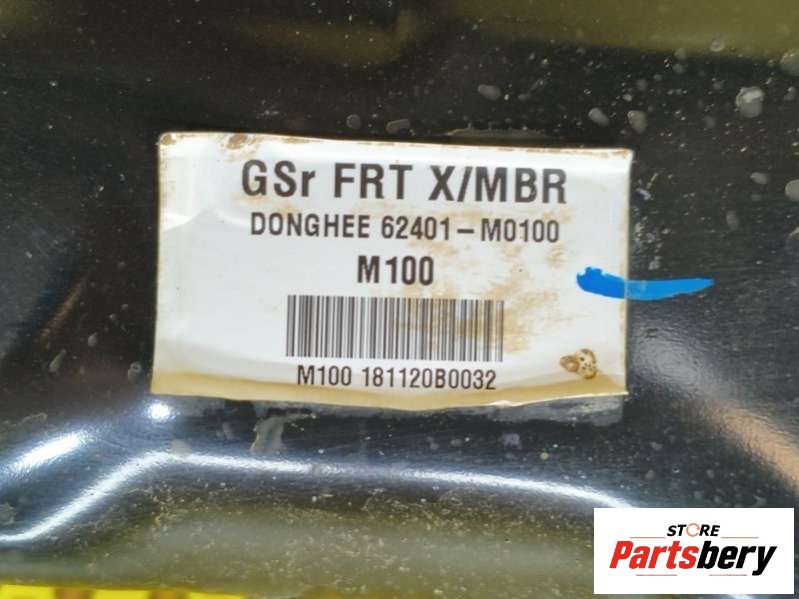 GSr FRT X/MBR
DONGHEE 62401-M0100
M100
M100 181120B0032
STORE
Partsbery